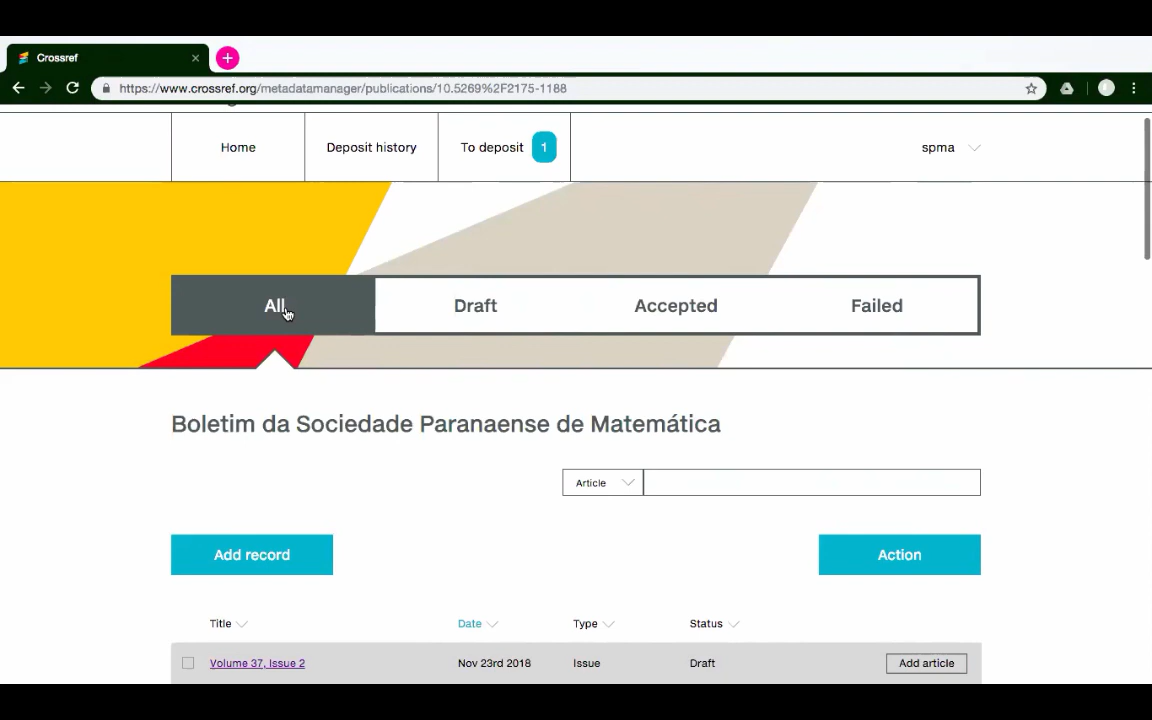 Crossref
https://www.crossref.org/metadatamanager/publications/10.5269%2F2175-1188
Home
Deposit history
To deposit 1
spma
All
Draft
Accepted
Failed
Boletim da Sociedade Paranaense de Matemática
Article
Add record
Action
Title
Date
Type
Status
Volume 37, Issue 2
Nov 23rd 2018
Issue
Draft
Add article